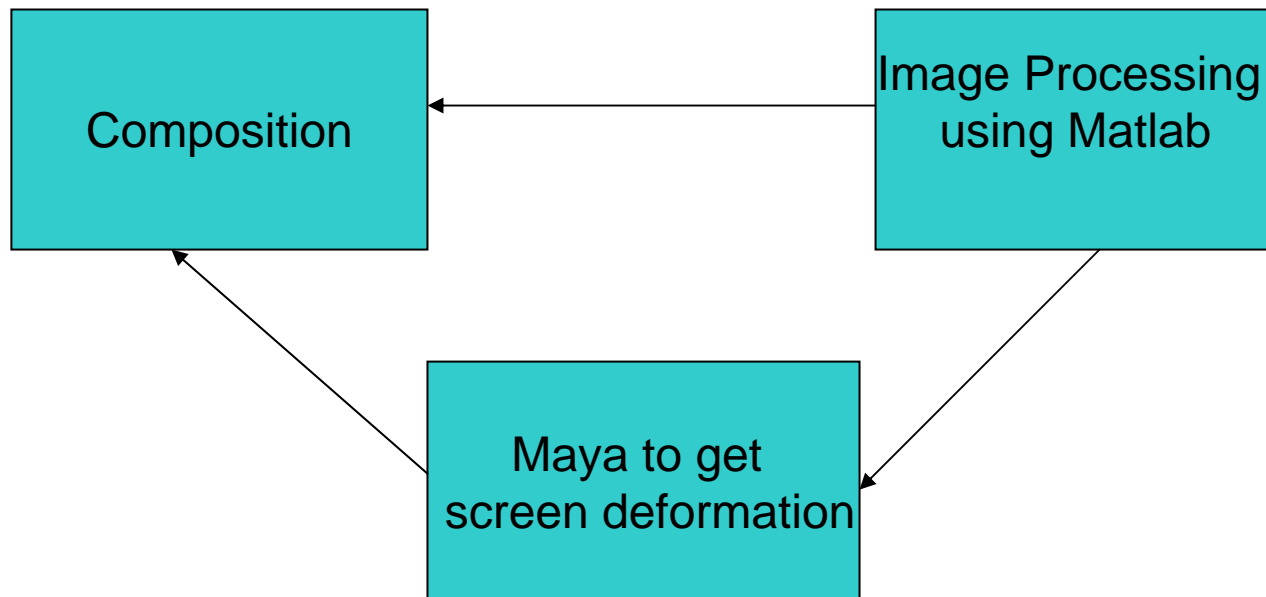 Composition
Image Processing
using Matlab
Maya to get
screen deformation